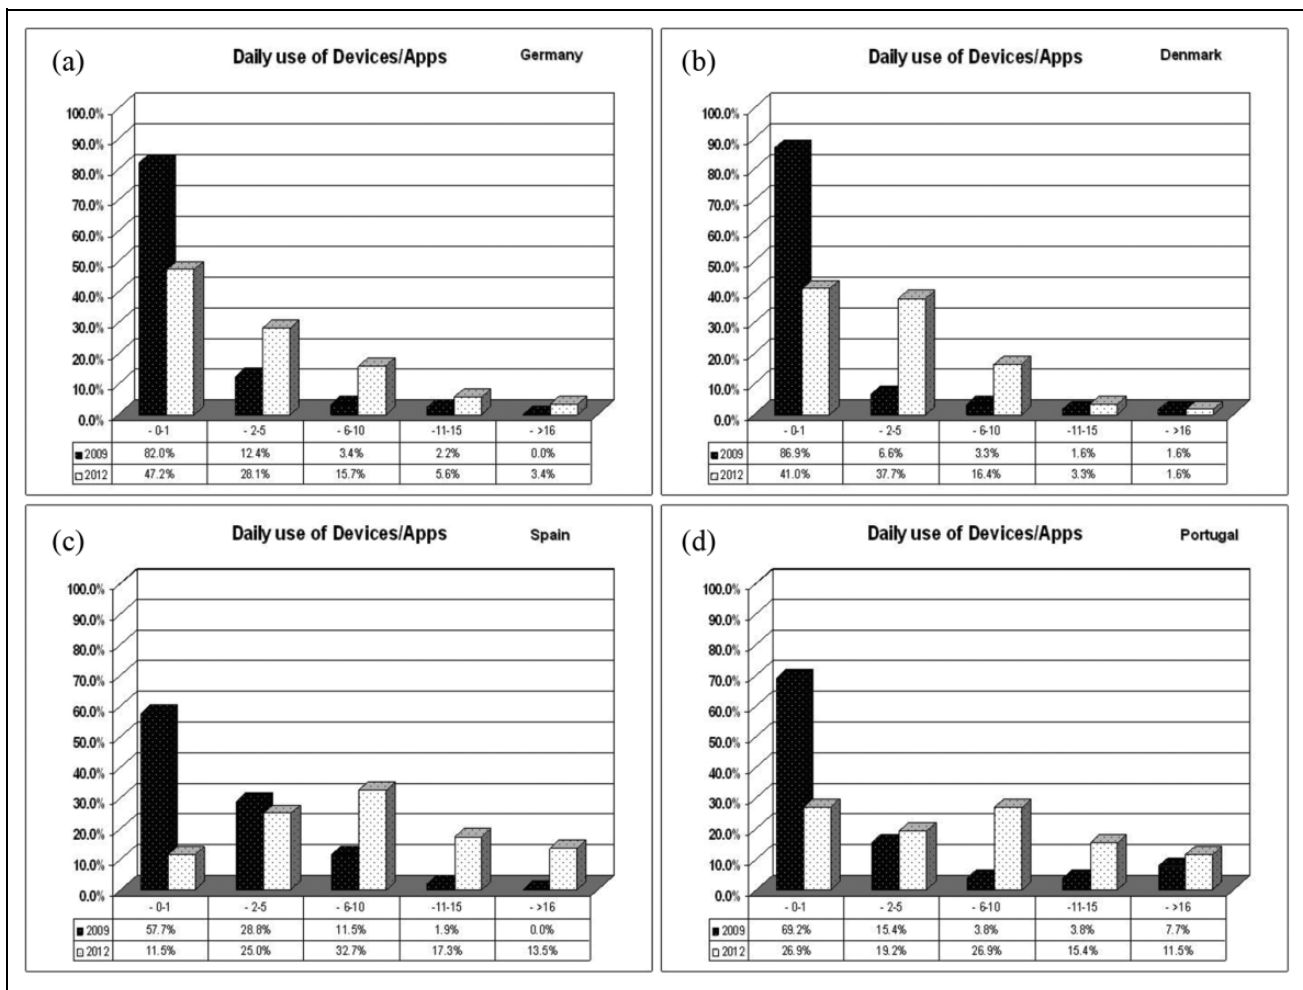 (a) Daily use of Devices/Apps Germany
100.0%
90.0%
80.0%
70.0%
60.0%
50.0%
40.0%
30.0%
20.0%
10.0%
0.0%
- 0-1 - 2-5 - 6-10 -11-15 - >16
2009 82.0% 12.4% 3.4% 2.2% 0.0%
2012 47.2% 28.1% 15.7% 5.6% 3.4%
(b) Daily use of Devices/Apps Denmark
100.0%
90.0%
80.0%
70.0%
60.0%
50.0%
40.0%
30.0%
20.0%
10.0%
0.0%
- 0-1 - 2-5 - 6-10 -11-15 - >16
2009 86.9% 6.6% 3.3% 1.6% 1.6%
2012 41.0% 37.7% 16.4% 3.3% 1.6%
(c) Daily use of Devices/Apps Spain
100.0%
90.0%
80.0%
70.0%
60.0%
50.0%
40.0%
30.0%
20.0%
10.0%
0.0%
- 0-1 - 2-5 - 6-10 -11-15 - >16
2009 57.7% 28.8% 11.5% 1.9% 0.0%
2012 11.5% 25.0% 32.7% 17.3% 13.5%
(d) Daily use of Devices/Apps Portugal
100.0%
90.0%
80.0%
70.0%
60.0%
50.0%
40.0%
30.0%
20.0%
10.0%
0.0%
- 0-1 - 2-5 - 6-10 -11-15 - >16
2009 69.2% 15.4% 3.8% 3.8% 7.7%
2012 26.9% 19.2% 26.9% 15.4% 11.5%